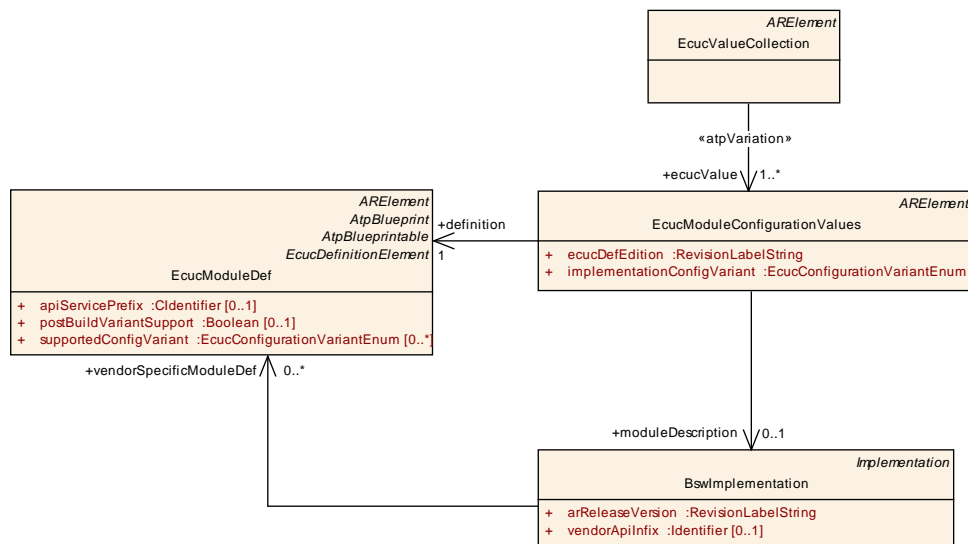 ARElement
EcucValueCollection
«atpVariation»
+ecucValue 1..*
ARElement
EcucModuleConfigurationValues
+ ecucDefEdition :RevisionLabelString
+ implementationConfigVariant :EcucConfigurationVariantEnum
+definition
1
ARElement
AtpBlueprint
AtpBlueprintable
EcucDefinitionElement
EcucModuleDef
+ apiServicePrefix :CIdentifier [0..1]
+ postBuildVariantSupport :Boolean [0..1]
+ supportedConfigVariant :EcucConfigurationVariantEnum [0..*]
+vendorSpecificModuleDef 0..*
+moduleDescription 0..1
Implementation
BswImplementation
+ arReleaseVersion :RevisionLabelString
+ vendorApiInfix :Identifier [0..1]